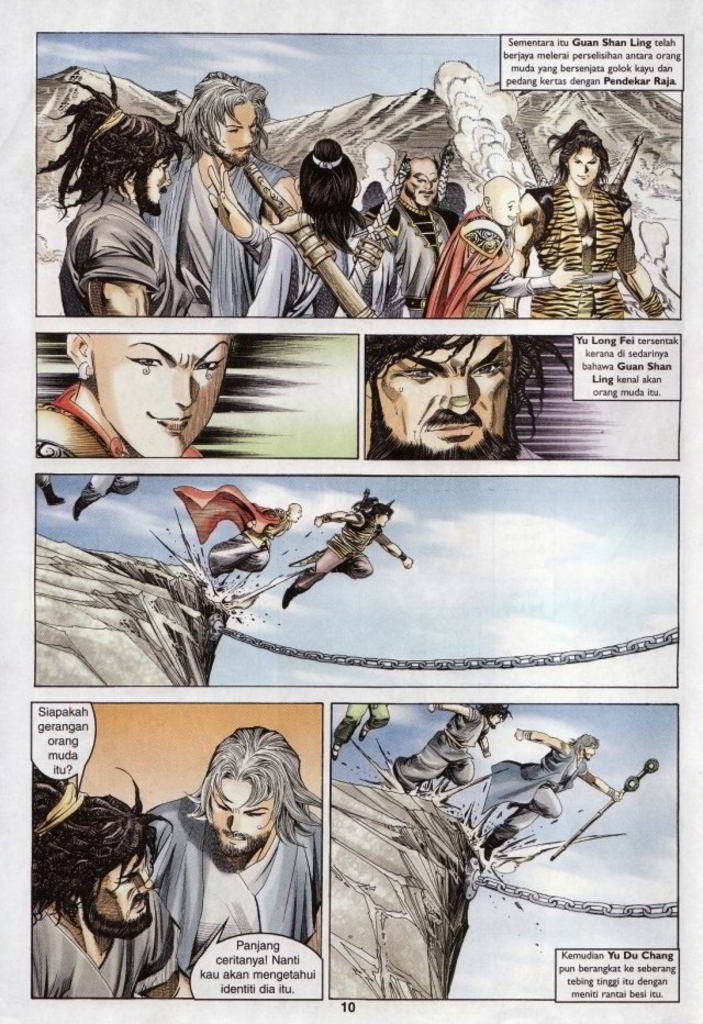 Sementara itu Guan Shan Ling telah
berjaya melerai perselisihan antara orang
muda yang bersenjata golok kayu dan
pedang kertas dengan Pendekar Raja.
Yu Long Fei tersentak
kerana di sedarinya
bahawa Guan Shan
Ling kenal akan
orang muda itu.
Siapakah
gerangan
orang
muda
itu?
Panjang
ceritanya! Nanti
kau akan mengetahui
identiti dia itu.
Kemudian Yu Du Chang
pun berangkat ke seberang
tebing tinggi itu dengan
meniti rantai besi itu.
10